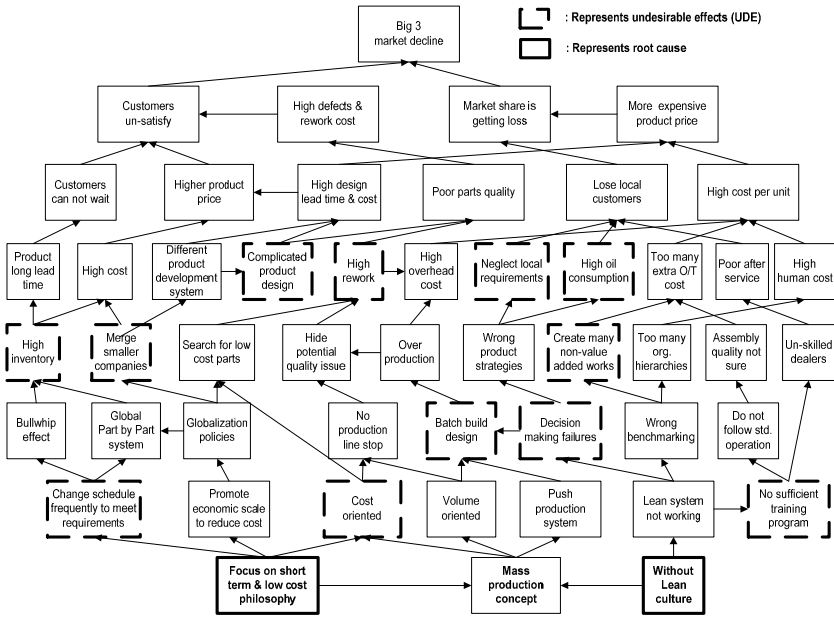 Big 3
market decline
: Represents undesirable effects (UDE)
: Represents root cause
Customers
un-satisfy
High defects &
rework cost
Market share is
getting loss
More expensive
product price
Customers
can not wait
Higher product
price
High design
lead time & cost
Poor parts quality
Lose local
customers
High cost per unit
Product
long lead
time
High cost
Different
product
development
system
Complicated
product
design
High
rework
High
overhead
cost
Neglect local
requirements
High oil
consumption
Too many
extra O/T
cost
Poor after
service
High
human cost
High
inventory
Merge
smaller
companies
Search for low
cost parts
Hide
potential
quality issue
Over
production
Wrong
product
strategies
Create many
non-value
added works
Too many
org.
hierarchies
Assembly
quality not
sure
Un-skilled
dealers
Bullwhip
effect
Global
Part by Part
system
Globalization
policies
No
production
line stop
Batch build
design
Decision
making failures
Wrong
benchmarking
Do not
follow std.
operation
Change schedule
frequently to meet
requirements
Promote
economic scale
to reduce cost
Cost
oriented
Volume
oriented
Push
production
system
Lean system
not working
No sufficient
training
program
Focus on short
term & low cost
philosophy
Mass
production
concept
Without
Lean
culture